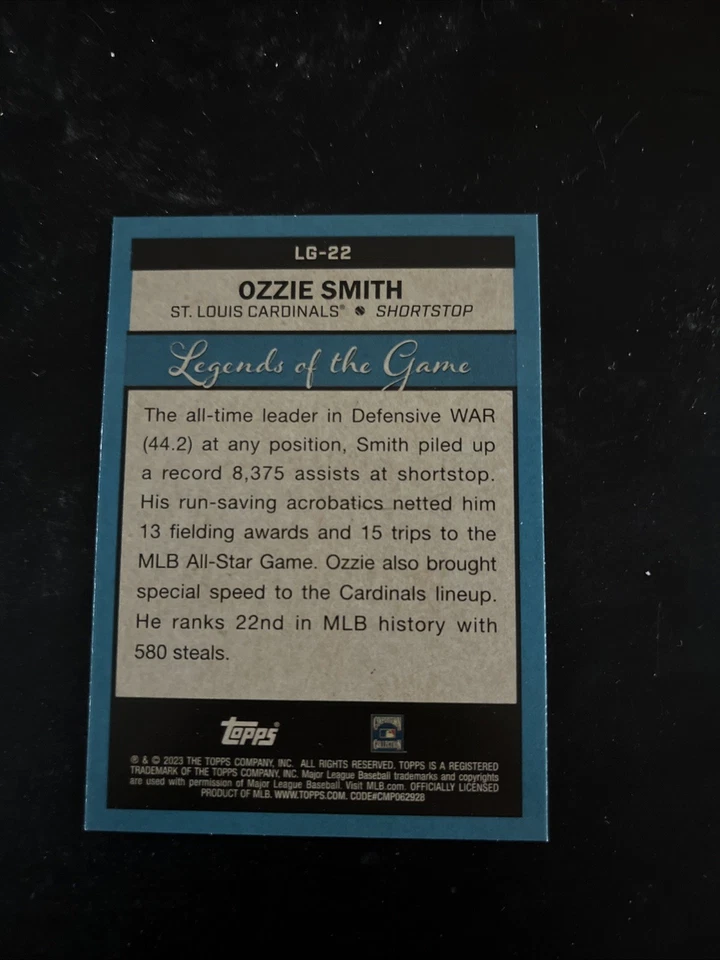 LG-22
OZZIE SMITH
ST. LOUIS CARDINALS® SHORTSTOP
Legends of the Game
The all-time leader in Defensive WAR
(44.2) at any position, Smith piled up
a record 8,375 assists at shortstop.
His run-saving acrobatics netted him
13 fielding awards and 15 trips to the
MLB All-Star Game. Ozzie also brought
special speed to the Cardinals lineup.
He ranks 22nd in MLB history with
580 steals.
Topps®
COOPERSTOWN
COLLECTION
® & © 2023 THE TOPPS COMPANY, INC. ALL RIGHTS RESERVED. TOPPS IS A REGISTERED
TRADEMARK OF THE TOPPS COMPANY, INC. Major League Baseball trademarks and copyrights
are used with permission of Major League Baseball. Visit MLB.com. OFFICIALLY LICENSED
PRODUCT OF MLB. WWW.TOPPS.COM. CODE#CMP062928